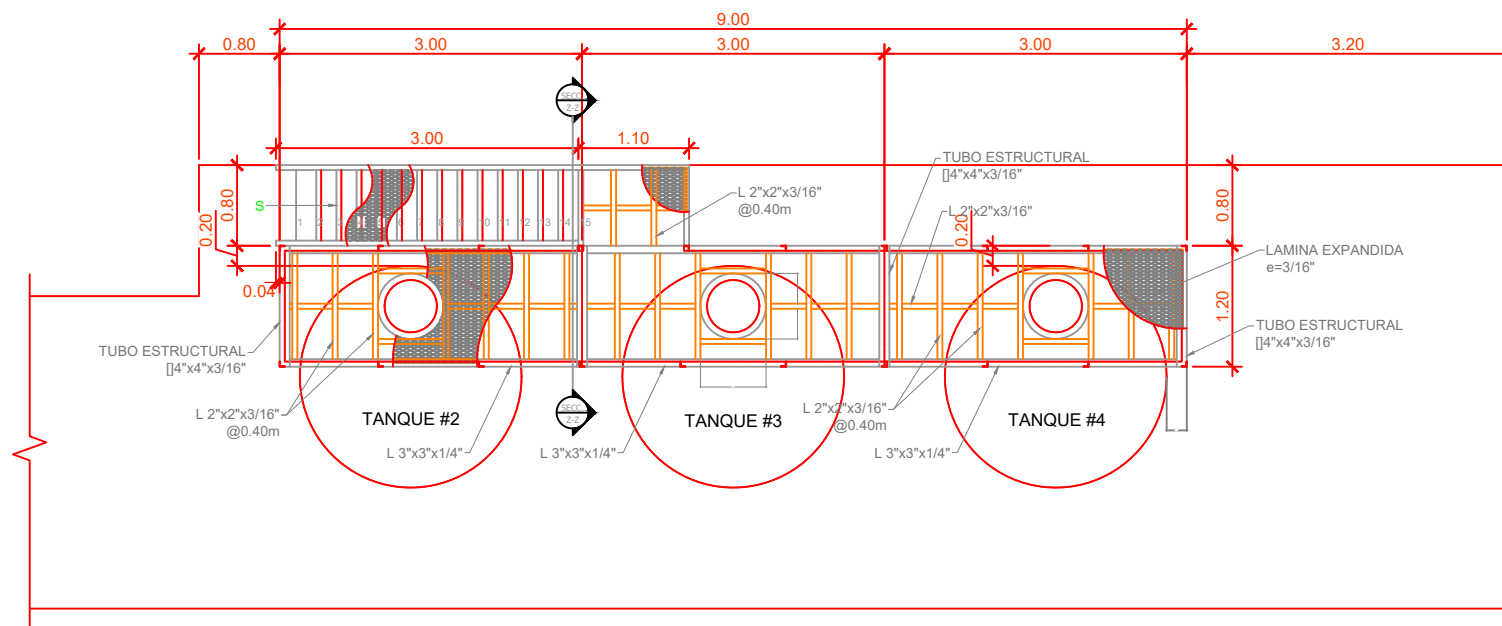 9.00
0.80
3.00
3.00
3.00
3.20
SECC
Z-Z
3.00
1.10
TUBO ESTRUCTURAL
[]4"x4"x3/16"
L 2"x2"x3/16"
@0.40m
S
0.80
0.20
1 2 3 4 5 6 7 8 9 10 11 12 13 14 15
L 2"x2"x3/16"
0.20
0.80
LAMINA EXPANDIDA
e=3/16"
0.04
1.20
TUBO ESTRUCTURAL
[]4"x4"x3/16"
TUBO ESTRUCTURAL
[]4"x4"x3/16"
L 2"x2"x3/16"
@0.40m
TANQUE #2
SECC
Z-Z
TANQUE #3
L 2"x2"x3/16"
@0.40m
TANQUE #4
L 3"x3"x1/4"
L 3"x3"x1/4"
L 3"x3"x1/4"